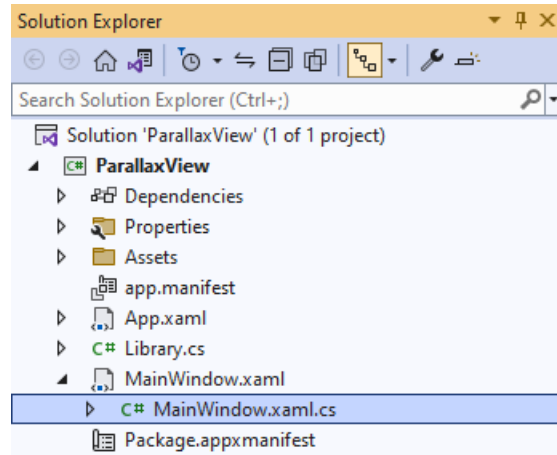 Solution Explorer
Search Solution Explorer (Ctrl+;)
Solution 'ParallaxView' (1 of 1 project)
C# ParallaxView
Dependencies
Properties
Assets
app.manifest
App.xaml
C# Library.cs
MainWindow.xaml
C# MainWindow.xaml.cs
Package.appxmanifest